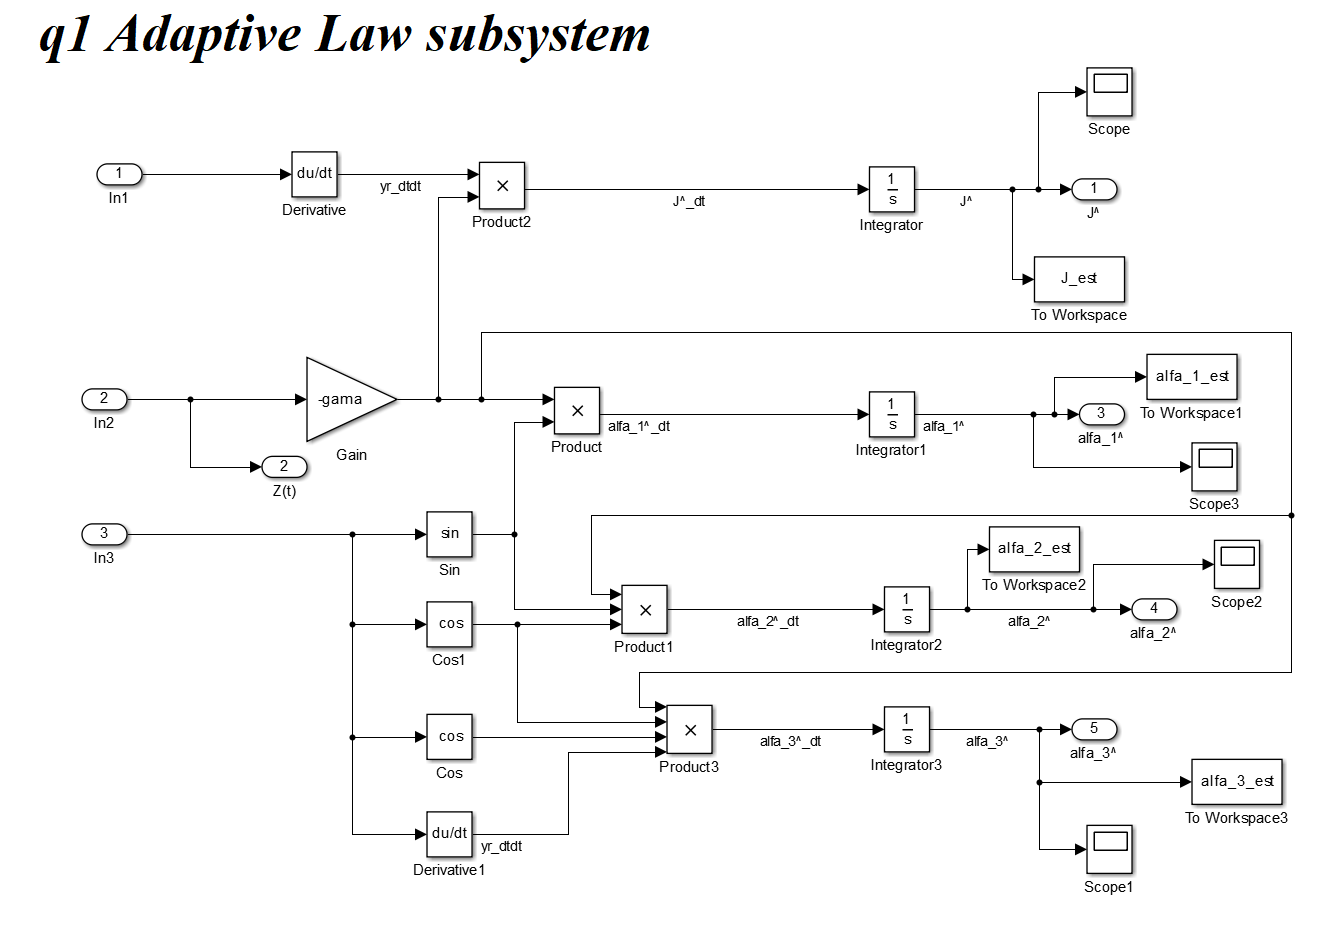 q1 Adaptive Law subsystem
Scope
1
In1
du/dt
Derivative
yr_dtdt
×
Product2
J^_dt
1
s
Integrator
J^
1
J^
J_est
To Workspace
2
In2
-gama
Gain
2
Z(t)
×
Product
alfa_1^_dt
1
s
Integrator1
alfa_1^
alfa_1_est
To Workspace1
3
alfa_1^
Scope3
3
In3
sin
Sin
cos
Cos1
×
Product1
alfa_2^_dt
1
s
Integrator2
alfa_2^
alfa_2_est
To Workspace2
Scope2
4
alfa_2^
cos
Cos
×
Product3
alfa_3^_dt
1
s
Integrator3
alfa_3^
5
alfa_3^
alfa_3_est
To Workspace3
du/dt
Derivative1
yr_dtdt
Scope1